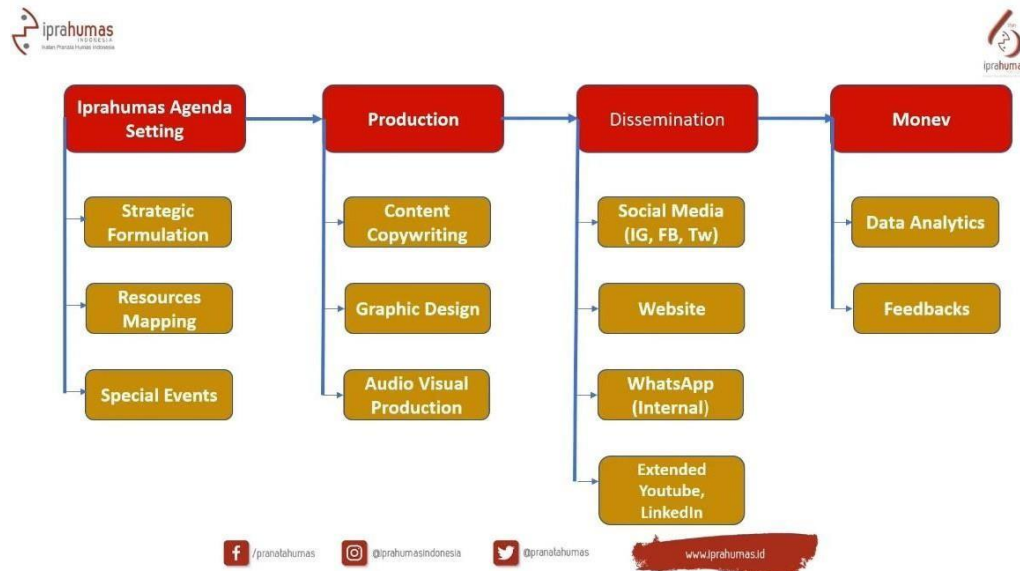 iprahumas
INDONESIA
Ikatan Pranata Humas Indonesia
iprahumas
Iprahumas Agenda
Setting
Production
Dissemination
Monev
Strategic
Formulation
Resources
Mapping
Special Events
Content
Copywriting
Graphic Design
Audio Visual
Production
Social Media
(IG, FB, Tw)
Website
WhatsApp
(Internal)
Extended
Youtube,
LinkedIn
Data Analytics
Feedbacks
/pranatahumas
@iprahumasindonesia
@pranatahumas
www.iprahumas.id